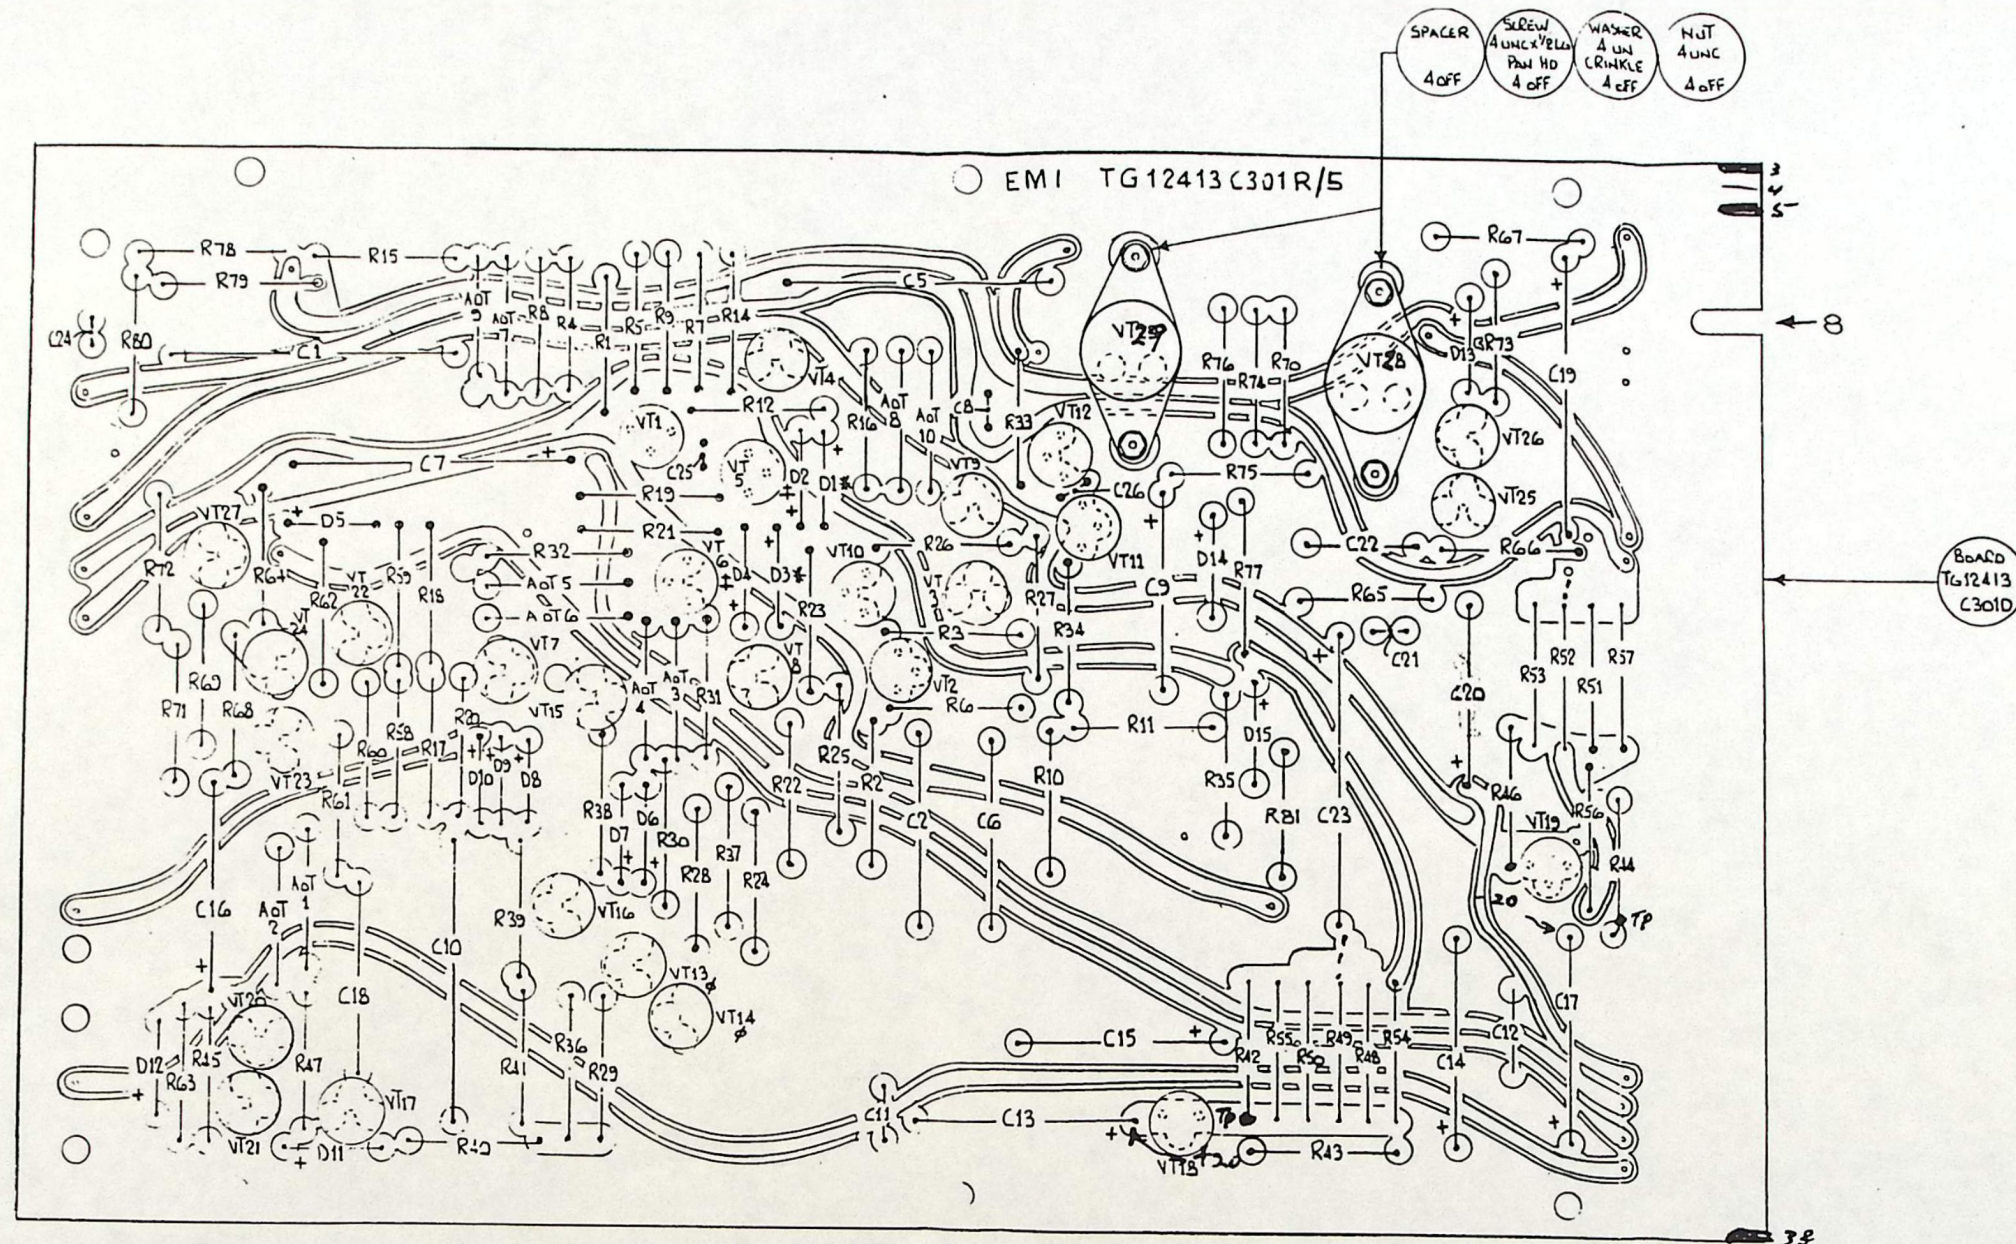 SPACER
4 OFF
SCREW
4 UNC x 1/2 LG
PAN HD
4 OFF
WASHER
4 UN
CRINKLE
4 OFF
NUT
4 UNC
4 OFF
EMI TG12413C301R/5
3
4
5
8
BOARD
TG12413
C301D
R78
R15
R79
C24
R80
C1
AOT
9
AOT
7
R8
R4
R1
R5
R9
R7
R14
C5
VT4
VT1
R12
C25
VT
5
D2
D1*
R16
AOT
8
AOT
10
C8
R33
VT12
VT9
C26
VT11
VT29
R76
R74
R70
VT28
R67
D13
R73
C19
VT26
VT25
R75
C7
R19
R21
D5
VT27
R72
R62
VT
22
R59
R18
R32
AOT5
AOT6
VT
6
D4
D3*
R23
VT10
R26
VT
3
R27
R34
C9
D14
R77
C22
R66
R65
C21
R3
VT
24
R69
R71
R68
VT23
VT7
VT15
AOT
4
AOT
3
R31
VT
8
VT2
R6
R11
R53
R52
R51
R57
C20
R60
R58
R17
R20
D10
D9
D8
R61
R38
D7
D6
R30
R28
R37
R24
R22
R25
R2
C2
C6
R10
R35
D15
R81
C23
R46
VT19
R56
R44
20
TP
C16
AOT
2
AOT
1
C10
R39
VT16
VT13
ø
VT14
ø
C18
VT20
D12
R63
R45
R47
VT17
VT21
D11
R40
R41
R36
R29
C11
C13
C15
R42
R55
R50
R49
R48
R54
C14
C12
C17
TP
VT18
R43